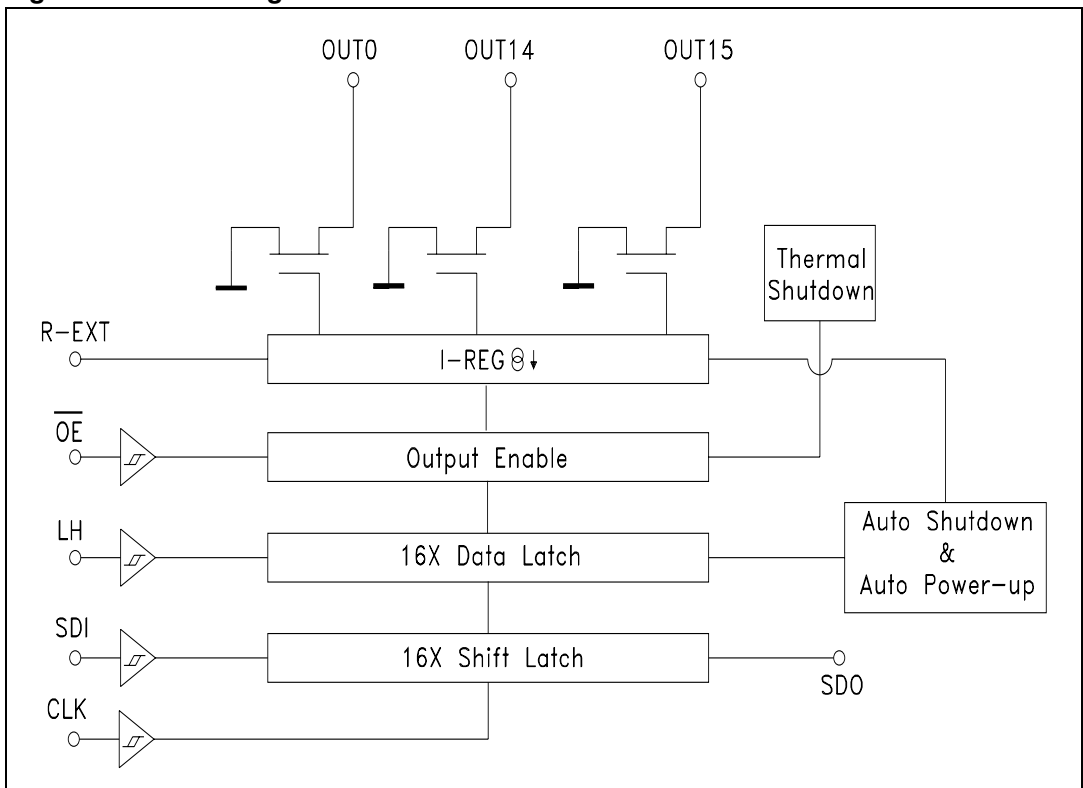 OUT0 OUT14 OUT15
Thermal
Shutdown
R-EXT
I-REG
OE
Output Enable
LH
16X Data Latch
Auto Shutdown
&
Auto Power-up
SDI
16X Shift Latch
SDO
CLK